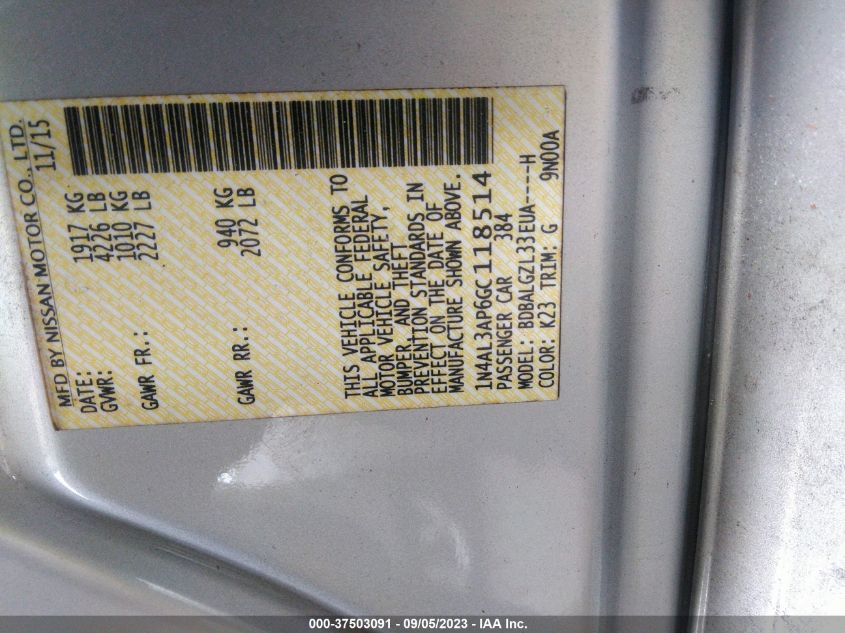 MFD BY NISSAN MOTOR CO., LTD.
DATE: 11/15
GVWR: 1917 KG
4226 LB
GAWR FR.: 1010 KG
2227 LB
GAWR RR.: 940 KG
2072 LB
THIS VEHICLE CONFORMS TO
ALL APPLICABLE FEDERAL
MOTOR VEHICLE SAFETY,
BUMPER, AND THEFT
PREVENTION STANDARDS IN
EFFECT ON THE DATE OF
MANUFACTURE SHOWN ABOVE.
1N4AL3AP6GC118514
PASSENGER CAR 384
MODEL: BDBALGZL33EUA----H
COLOR: K23 TRIM: G 9N00A
000-37503091 - 09/05/2023 - IAA Inc.